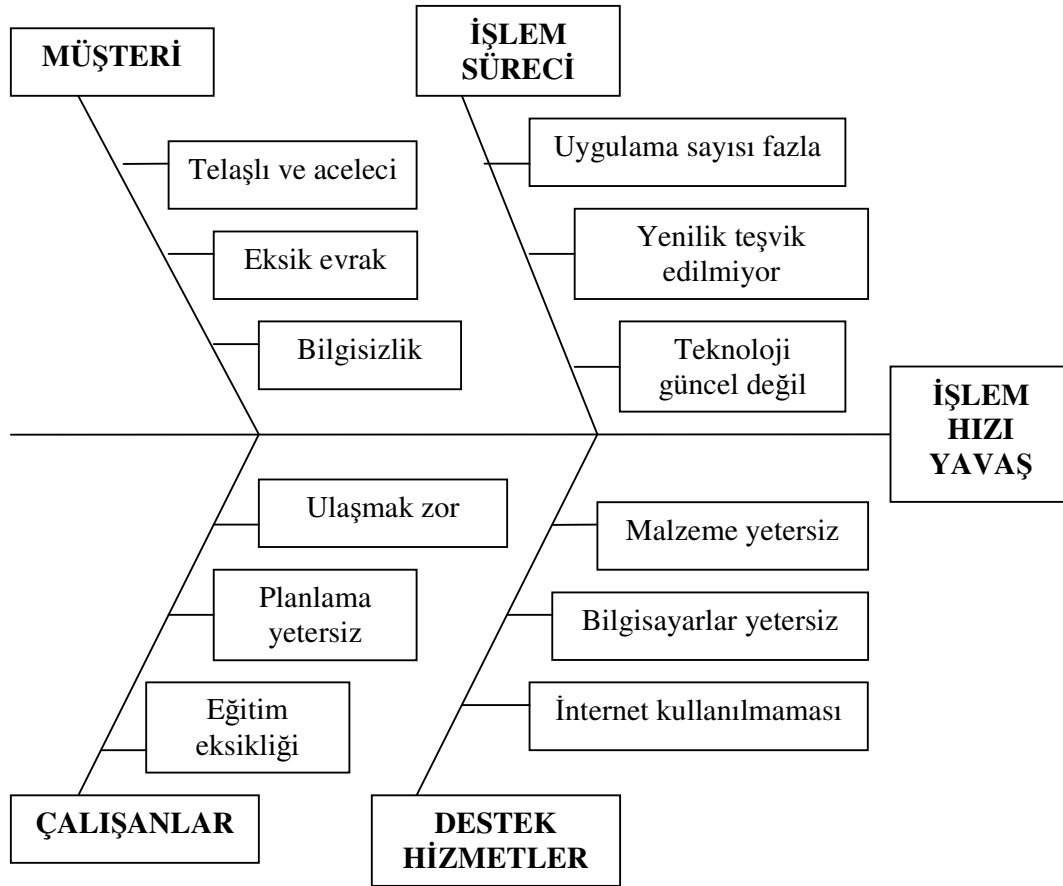 MÜŞTERİ
İŞLEM
SÜRECİ
Telaşlı ve aceleci
Eksik evrak
Bilgisizlik
Uygulama sayısı fazla
Yenilik teşvik
edilmiyor
Teknoloji
güncel değil
İŞLEM
HIZI
YAVAŞ
Ulaşmak zor
Planlama
yetersiz
Eğitim
eksikliği
Malzeme yetersiz
Bilgisayarlar yetersiz
İnternet kullanılmaması
ÇALIŞANLAR
DESTEK
HİZMETLER